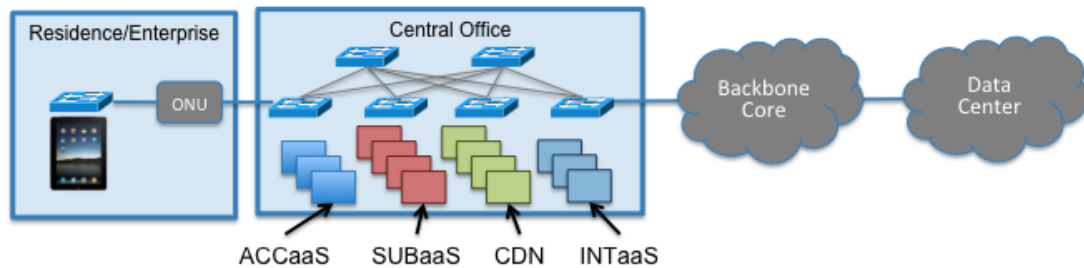 Residence/Enterprise
Central Office
ONU
Backbone
Core
Data
Center
ACCaaS
SUBaaS
CDN
INTaaS